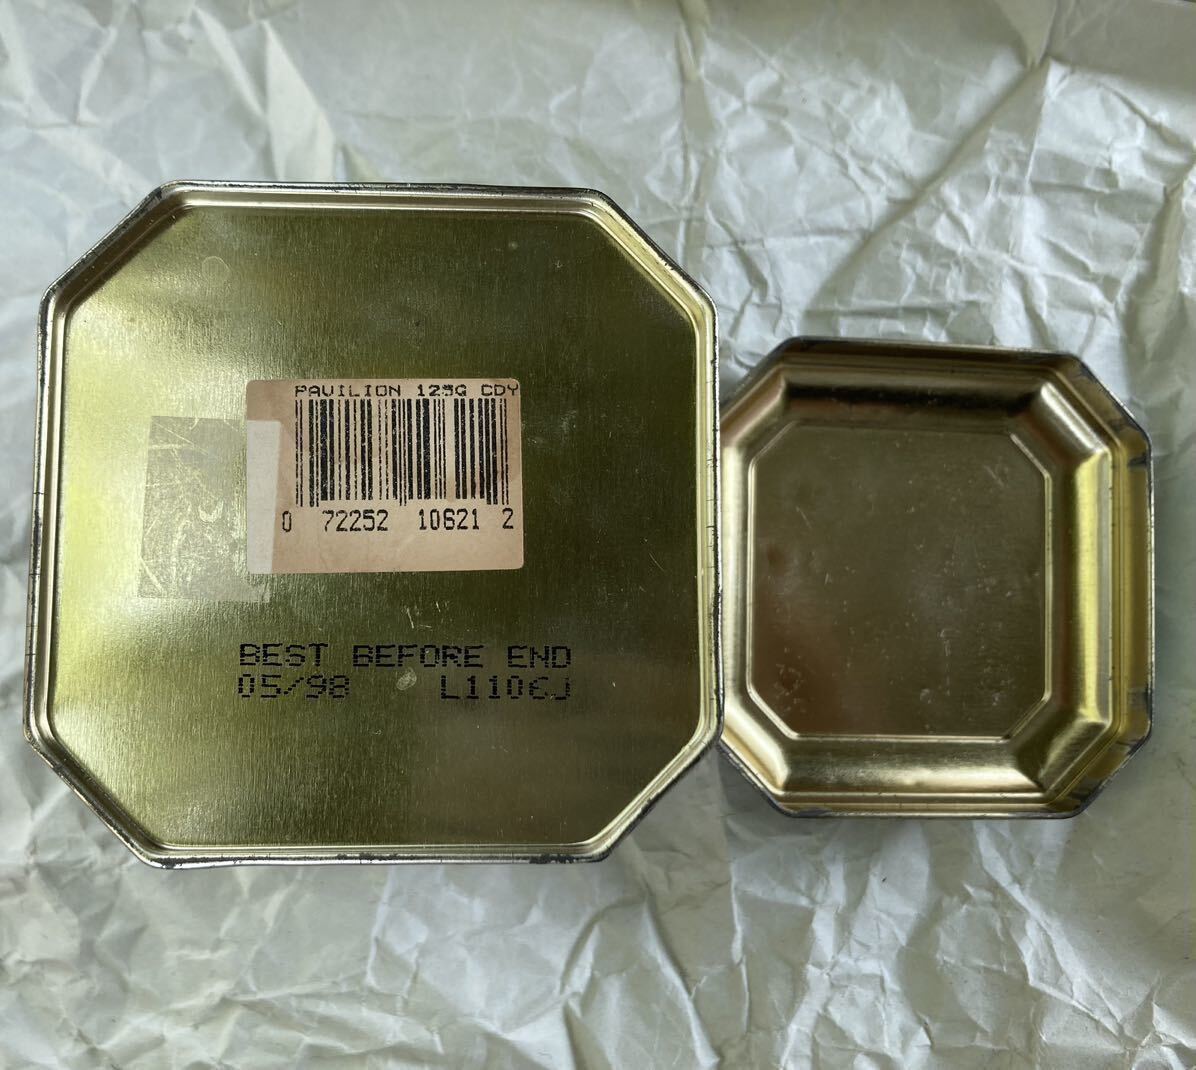 PAVILION 125G CDY
0 72252 10621 2
BEST BEFORE END
05/98 L1106J